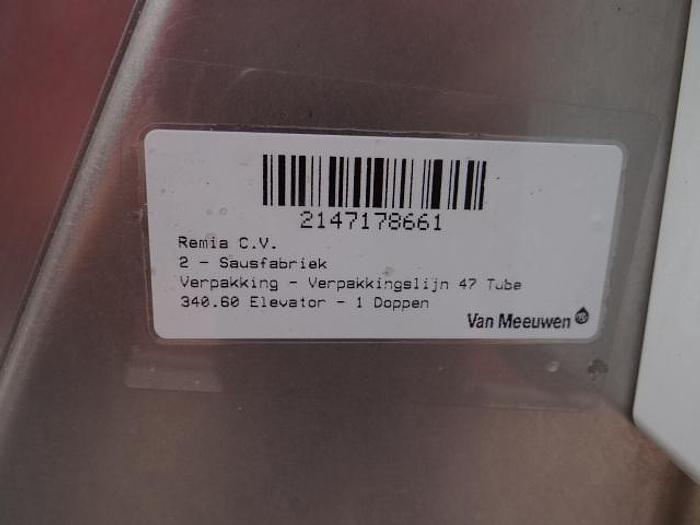 2147178661
Remia C.V.
2 - Sausfabriek
Verpakking - Verpakkingslijn 47 Tube
340.60 Elevator - 1 Doppen
Van Meeuwen